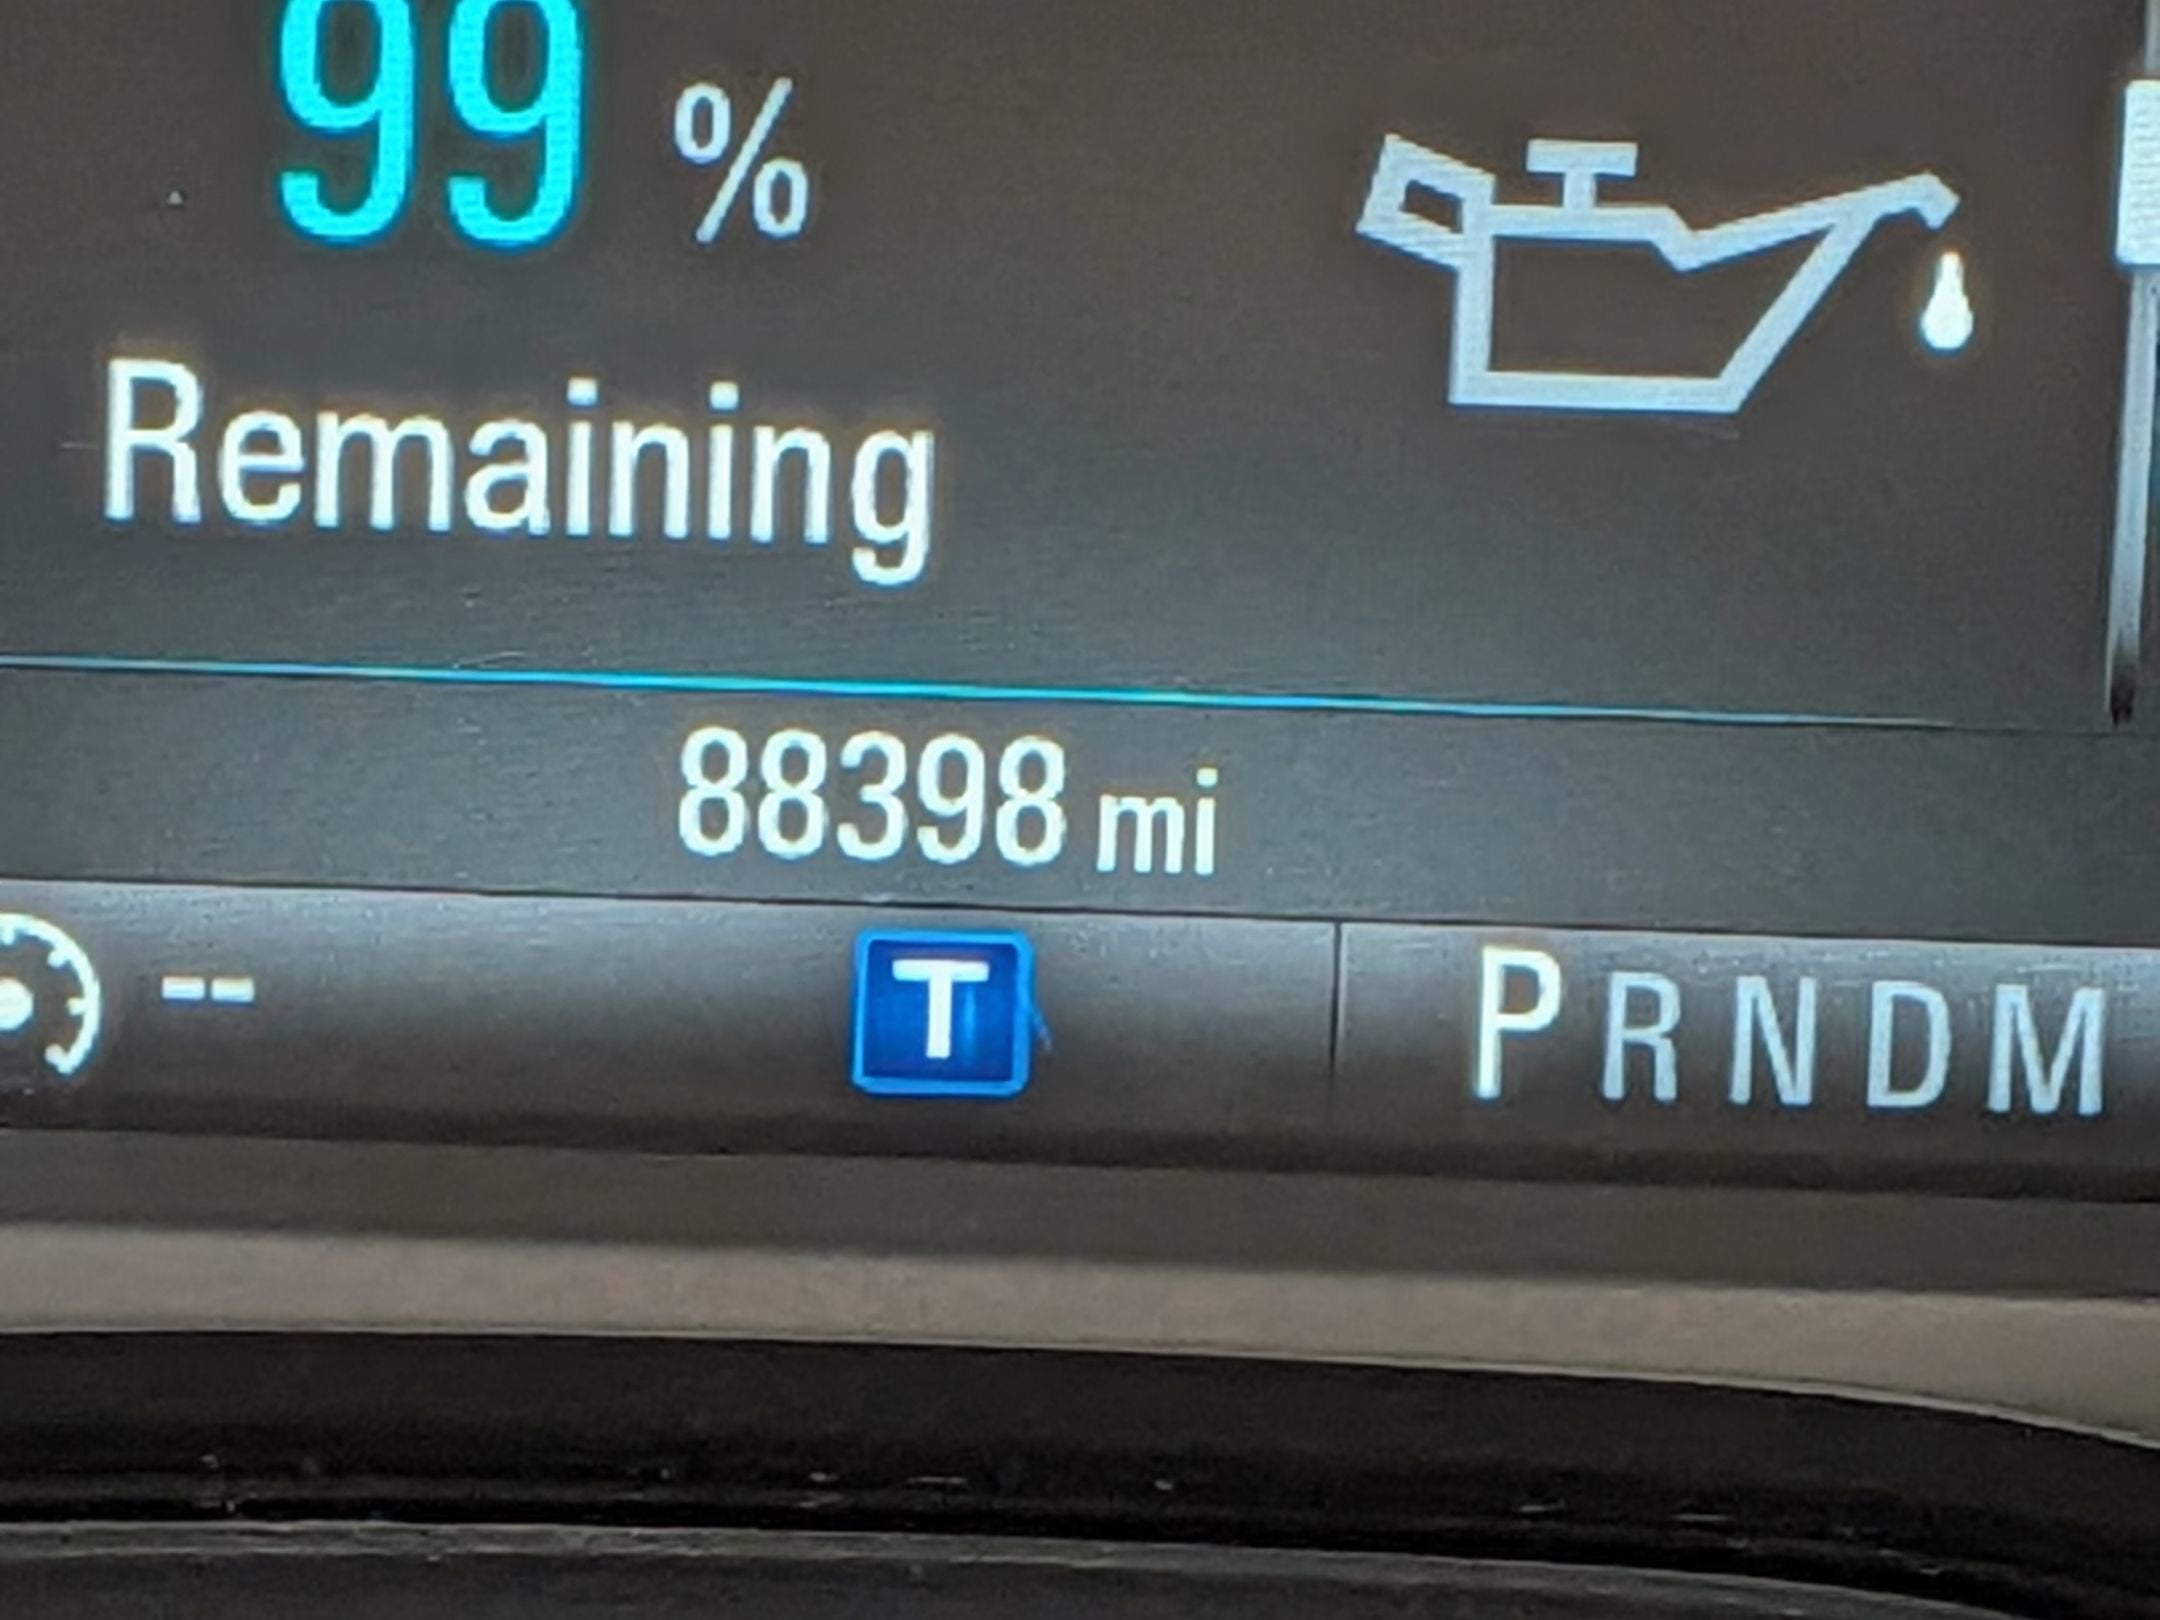 99 %
Remaining
88398 mi
-- T PRNDM